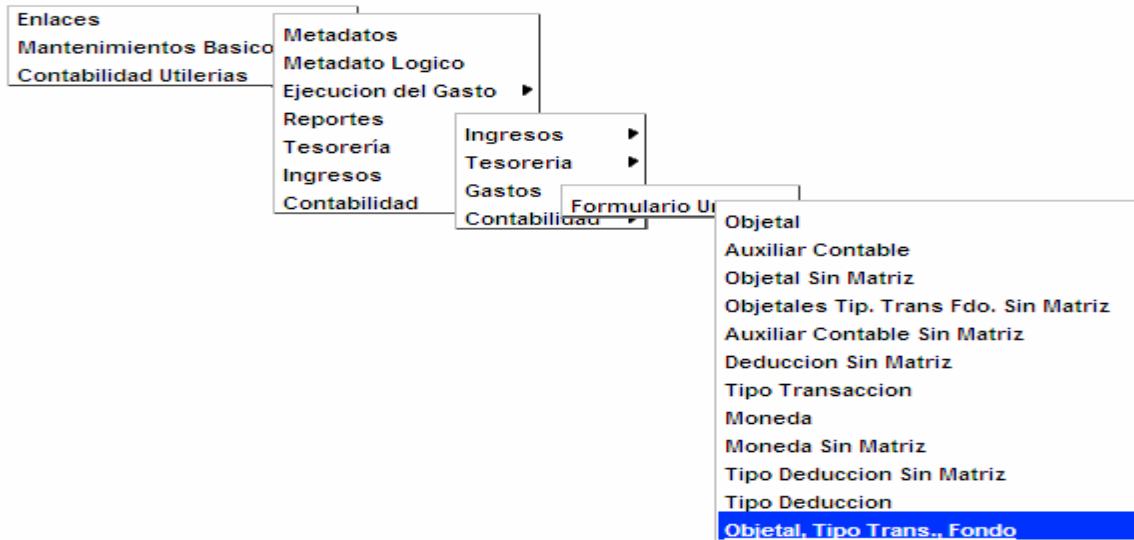 Enlaces
Mantenimientos Basico
Contabilidad Utilerias
Metadatos
Metadato Logico
Ejecucion del Gasto
Reportes
Tesorería
Ingresos
Contabilidad
Ingresos
Tesoreria
Gastos
Contabilidad
Formulario
Objetal
Auxiliar Contable
Objetal Sin Matriz
Objetales Tip. Trans Fdo. Sin Matriz
Auxiliar Contable Sin Matriz
Deduccion Sin Matriz
Tipo Transaccion
Moneda
Moneda Sin Matriz
Tipo Deduccion Sin Matriz
Tipo Deduccion
Objetal, Tipo Trans., Fondo